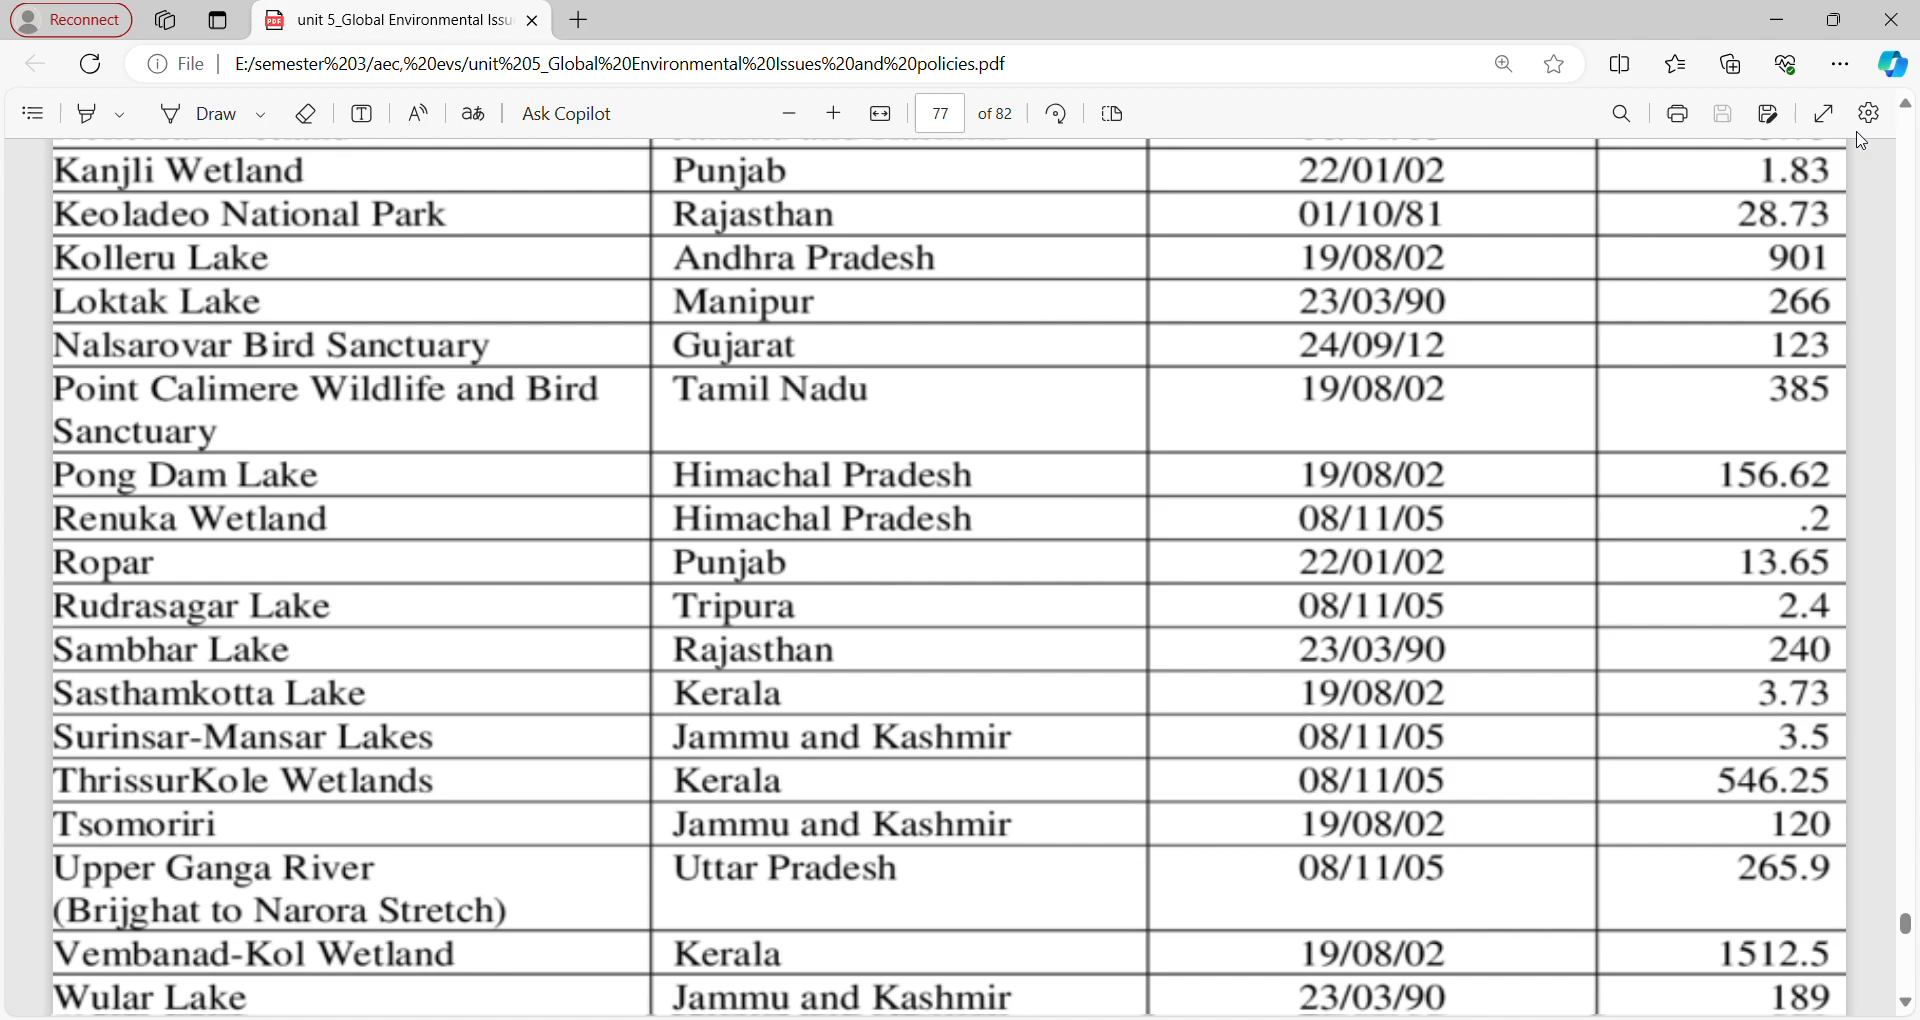 Reconnect
unit 5_Global Environmental Issu
File
E:/semester%203/aec,%20evs/unit%205_Global%20Environmental%20Issues%20and%20policies.pdf
Draw
Ask Copilot
77 of 82
Kanjli Wetland Punjab 22/01/02 1.83
Keoladeo National Park Rajasthan 01/10/81 28.73
Kolleru Lake Andhra Pradesh 19/08/02 901
Loktak Lake Manipur 23/03/90 266
Nalsarovar Bird Sanctuary Gujarat 24/09/12 123
Point Calimere Wildlife and Bird Tamil Nadu 19/08/02 385
Sanctuary
Pong Dam Lake Himachal Pradesh 19/08/02 156.62
Renuka Wetland Himachal Pradesh 08/11/05 .2
Ropar Punjab 22/01/02 13.65
Rudrasagar Lake Tripura 08/11/05 2.4
Sambhar Lake Rajasthan 23/03/90 240
Sasthamkotta Lake Kerala 19/08/02 3.73
Surinsar-Mansar Lakes Jammu and Kashmir 08/11/05 3.5
ThrissurKole Wetlands Kerala 08/11/05 546.25
Tsomoriri Jammu and Kashmir 19/08/02 120
Upper Ganga River Uttar Pradesh 08/11/05 265.9
(Brijghat to Narora Stretch)
Vembanad-Kol Wetland Kerala 19/08/02 1512.5
Wular Lake Jammu and Kashmir 23/03/90 189